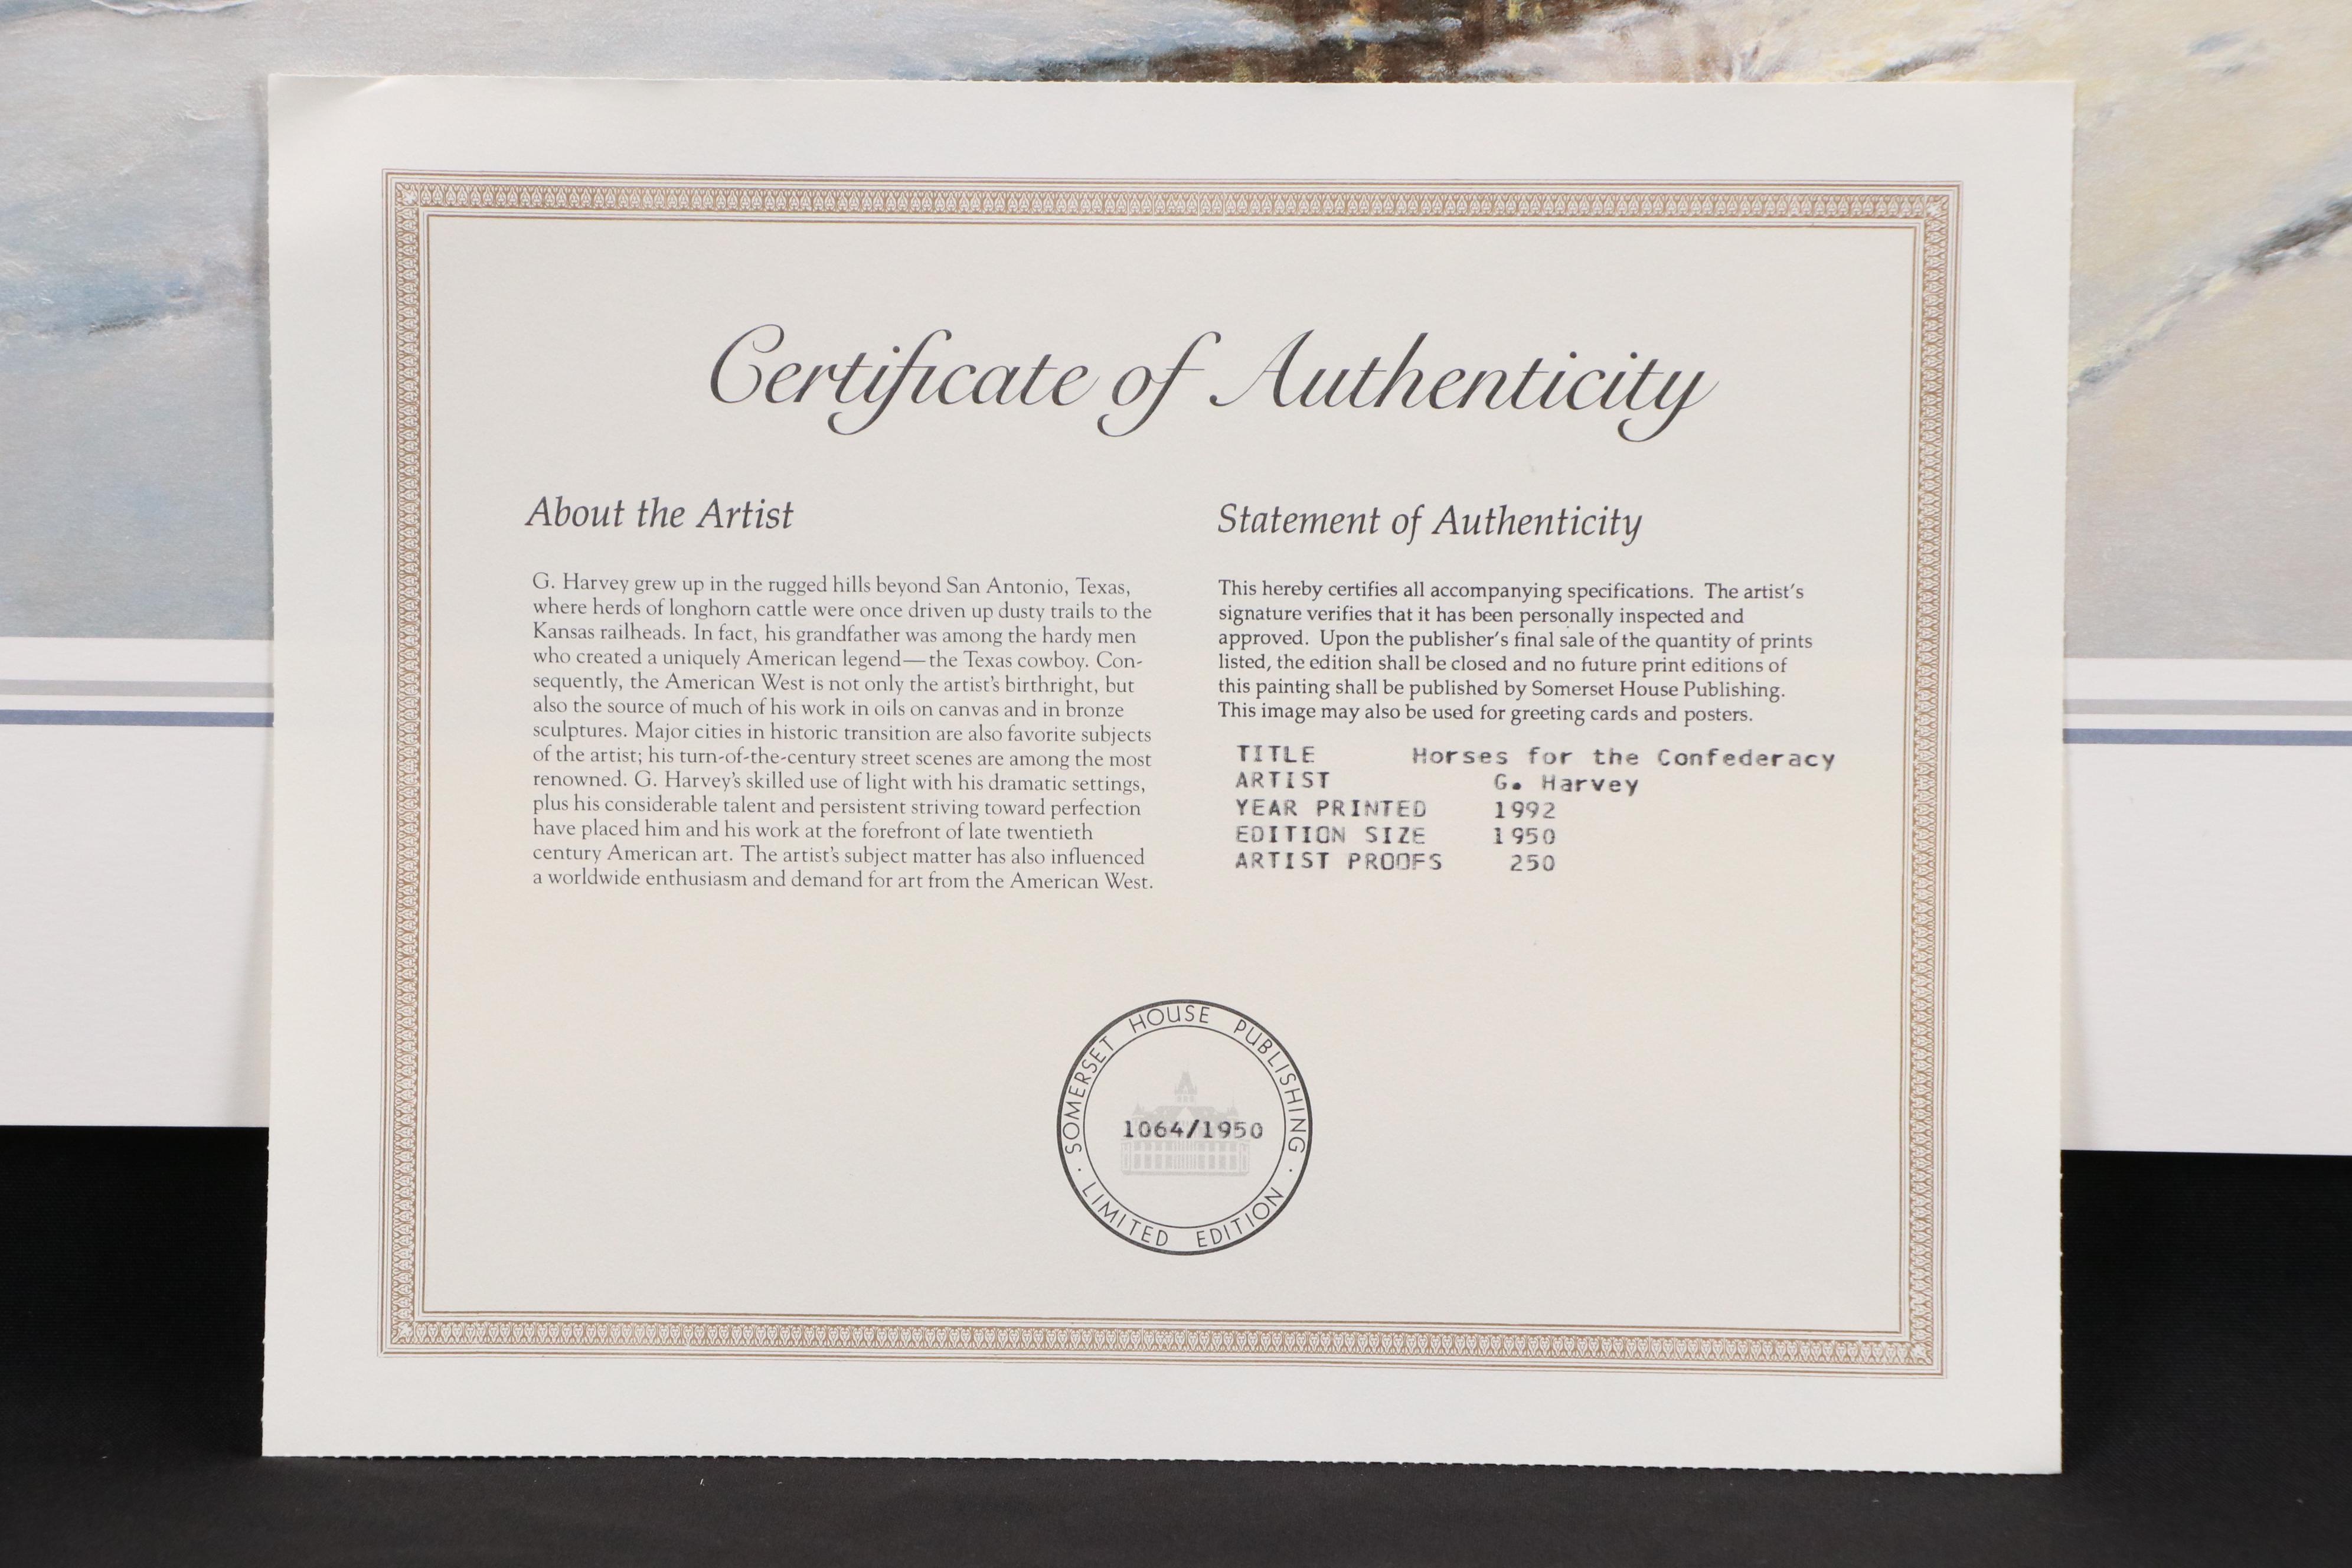 Certificate of Authenticity
About the Artist
G. Harvey grew up in the rugged hills beyond San Antonio, Texas,
where herds of longhorn cattle were once driven up dusty trails to the
Kansas railheads. In fact, his grandfather was among the hardy men
who created a uniquely American legend—the Texas cowboy. Con-
sequently, the American West is not only the artist's birthright, but
also the source of much of his work in oils on canvas and in bronze
sculptures. Major cities in historic transition are also favorite subjects
of the artist; his turn-of-the-century street scenes are among the most
renowned. G. Harvey's skilled use of light with his dramatic settings,
plus his considerable talent and persistent striving toward perfection
have placed him and his work at the forefront of late twentieth
century American art. The artist's subject matter has also influenced
a worldwide enthusiasm and demand for art from the American West.
Statement of Authenticity
This hereby certifies all accompanying specifications. The artist's
signature verifies that it has been personally inspected and
approved. Upon the publisher's final sale of the quantity of prints
listed, the edition shall be closed and no future print editions of
this painting shall be published by Somerset House Publishing.
This image may also be used for greeting cards and posters.
TITLE Horses for the Confederacy
ARTIST G. Harvey
YEAR PRINTED 1992
EDITION SIZE 1950
ARTIST PROOFS 250
SOMERSET HOUSE PUBLISHING
1064/1950
· LIMITED EDITION ·